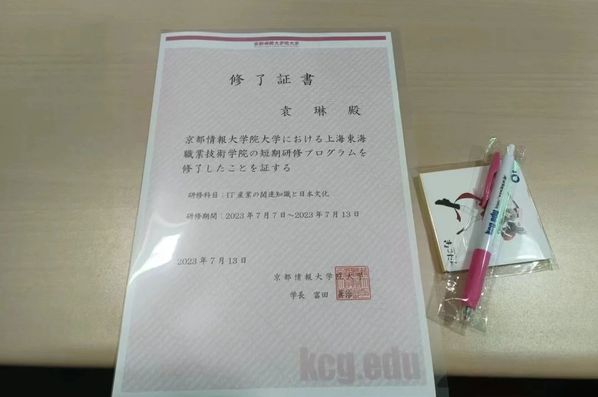 京都情報大学院大学
修了証書
袁 琳 殿
京都情報大学院大学における上海東海
職業技術学院の短期研修プログラムを
修了したことを証する
研修科目:IT産業の関連知識と日本文化
研修期間:2023年7月7日~2023年7月13日
2023年7月13日
京都情報大学院大学
学長 富田
kcg.edu